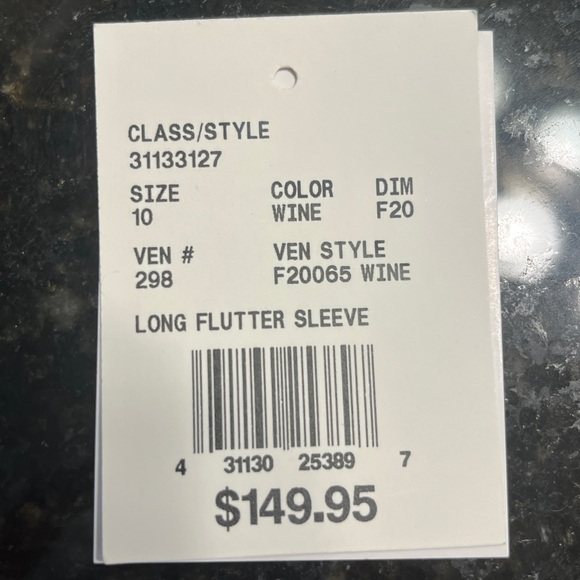 CLASS/STYLE
31133127
SIZE COLOR DIM
10 WINE F20
VEN # VEN STYLE
298 F20065 WINE
LONG FLUTTER SLEEVE
4 31130 25389 7
$149.95